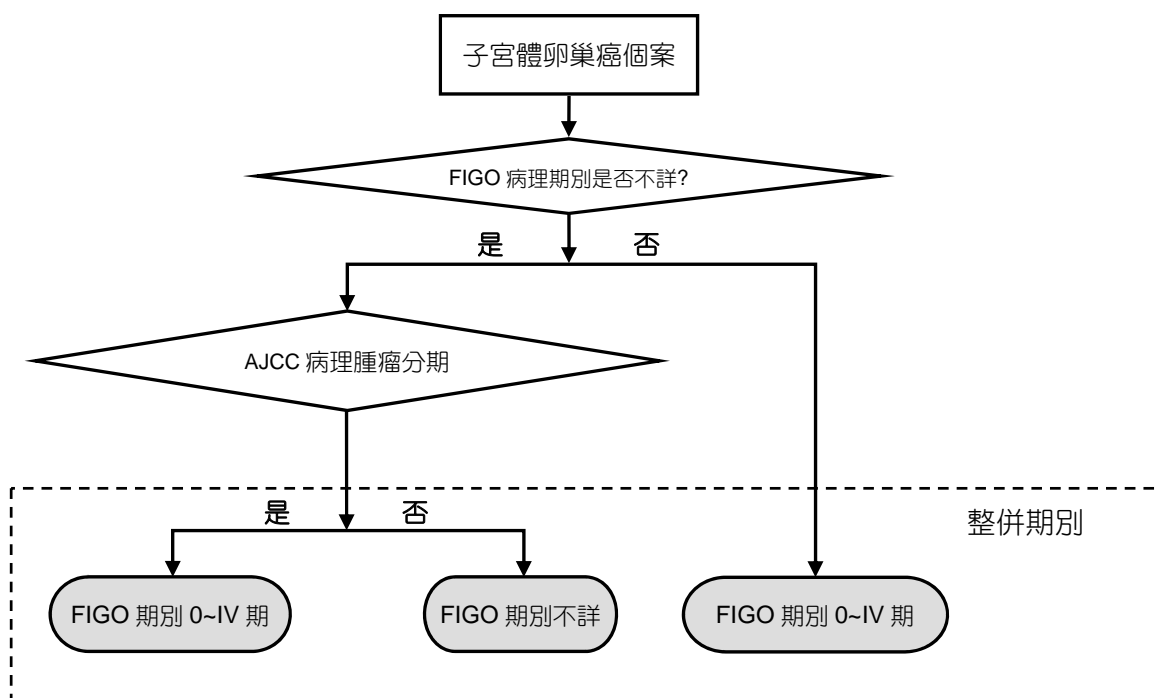 子宮體卵巢癌個案
FIGO 病理期別是否不詳?
是 否
AJCC 病理腫瘤分期
是 否
整併期別
FIGO 期別 0~IV 期
FIGO 期別不詳
FIGO 期別 0~IV 期